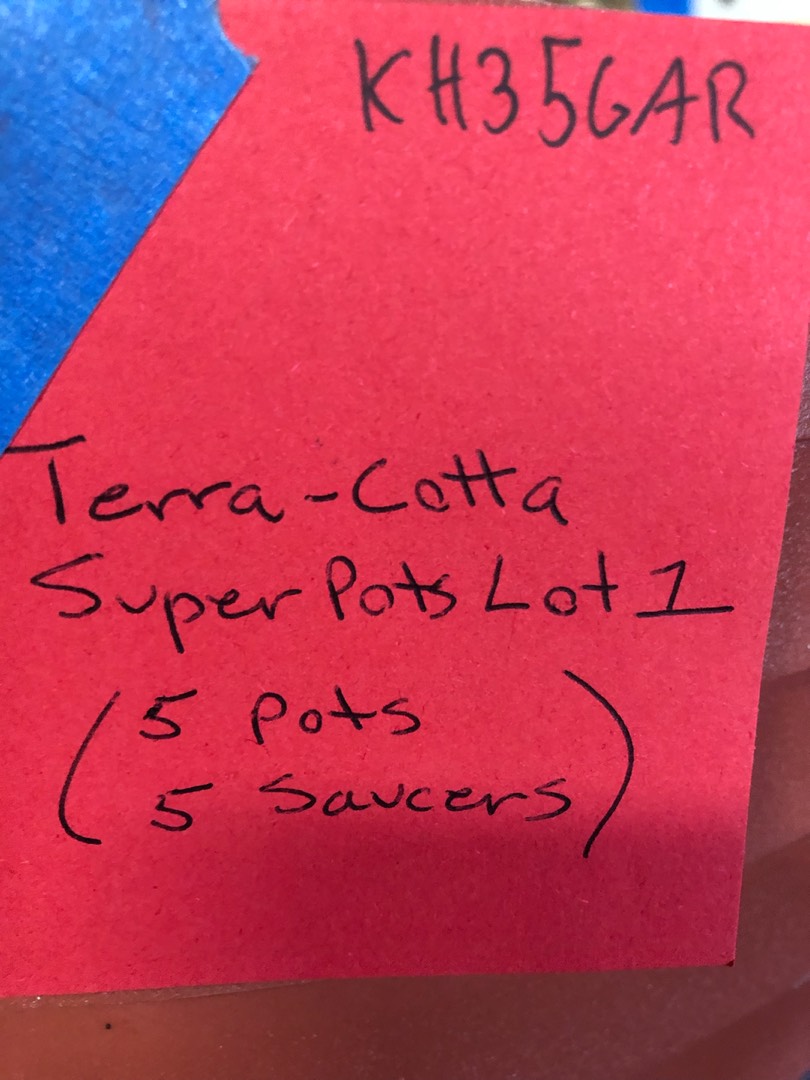 KH35GAR
Terra-Cotta
Super Pots Lot 1
(5 Pots
5 Saucers)